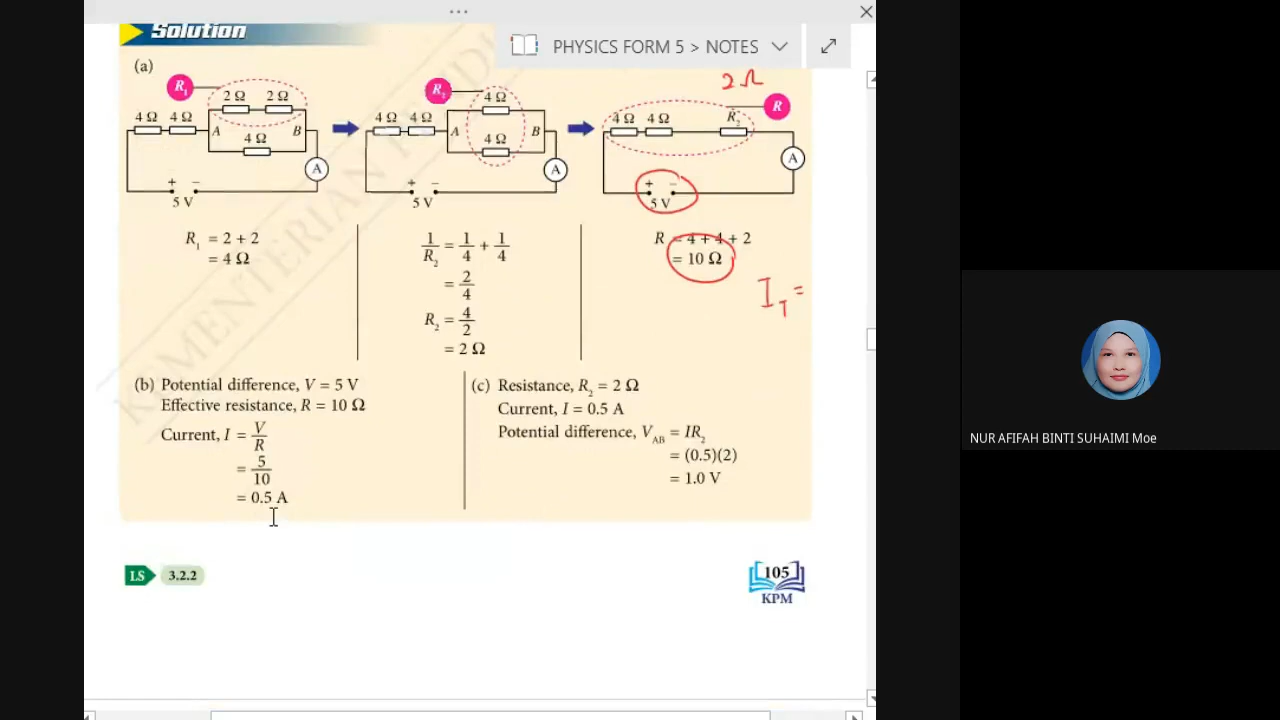 Solution
PHYSICS FORM 5 > NOTES
(a)
R₁
2 Ω 2 Ω
4 Ω 4 Ω
A B
4 Ω
A
+ −
5 V
R₂
4 Ω
4 Ω 4 Ω
A B
4 Ω
A
+ −
5 V
2 Ω
R
4 Ω 4 Ω R₂
A
+ −
5 V
R₁ = 2 + 2
= 4 Ω
1/R₂ = 1/4 + 1/4
= 2/4
R₂ = 4/2
= 2 Ω
R = 4 + 4 + 2
= 10 Ω
I_T =
(b) Potential difference, V = 5 V
Effective resistance, R = 10 Ω
Current, I = V/R
= 5/10
= 0.5 A
(c) Resistance, R₂ = 2 Ω
Current, I = 0.5 A
Potential difference, V_AB = IR₂
= (0.5)(2)
= 1.0 V
LS 3.2.2
105
KPM
NUR AFIFAH BINTI SUHAIMI Moe